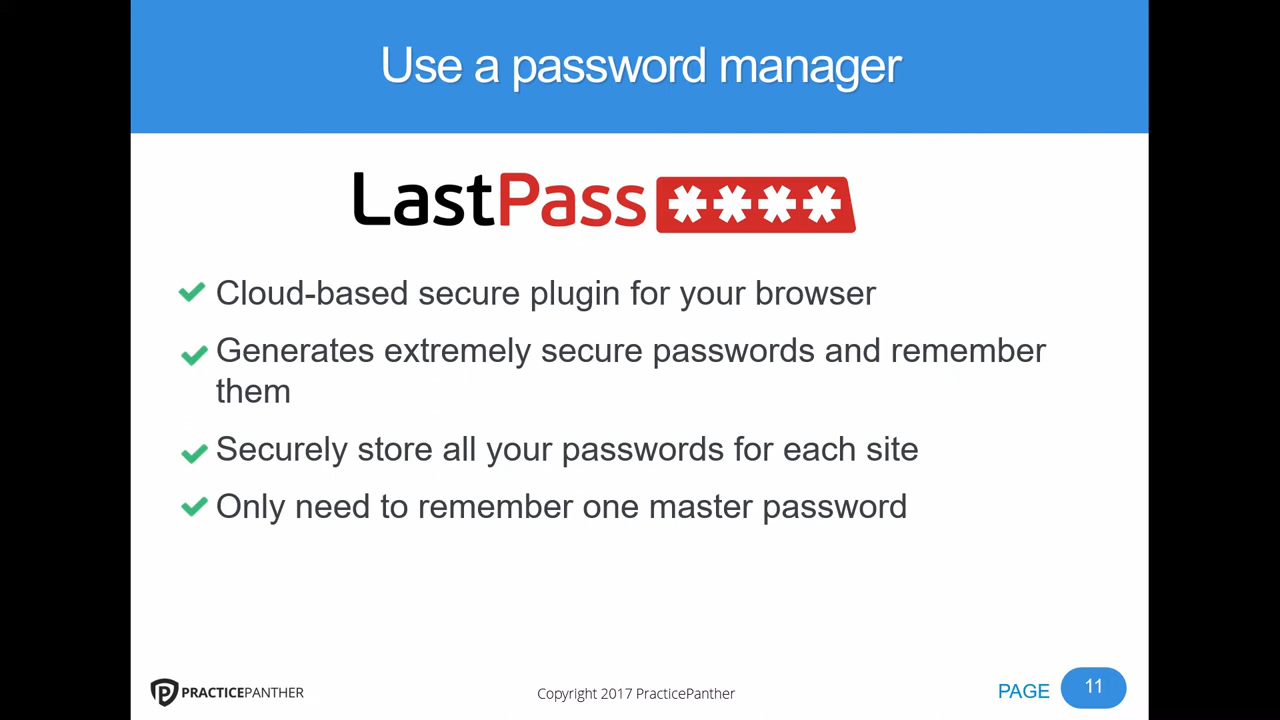 Use a password manager
LastPass ****
Cloud-based secure plugin for your browser
Generates extremely secure passwords and remember
them
Securely store all your passwords for each site
Only need to remember one master password
PRACTICEPANTHER
Copyright 2017 PracticePanther
PAGE 11